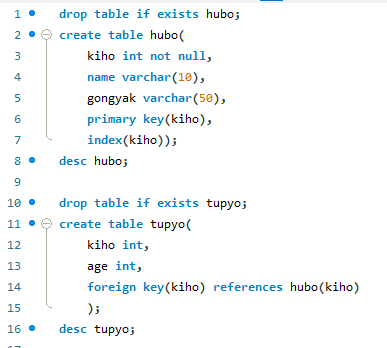 1 drop table if exists hubo;
2 create table hubo(
3 kiho int not null,
4 name varchar(10),
5 gongyak varchar(50),
6 primary key(kiho),
7 index(kiho));
8 desc hubo;
9
10 drop table if exists tupyo;
11 create table tupyo(
12 kiho int,
13 age int,
14 foreign key(kiho) references hubo(kiho)
15 );
16 desc tupyo;